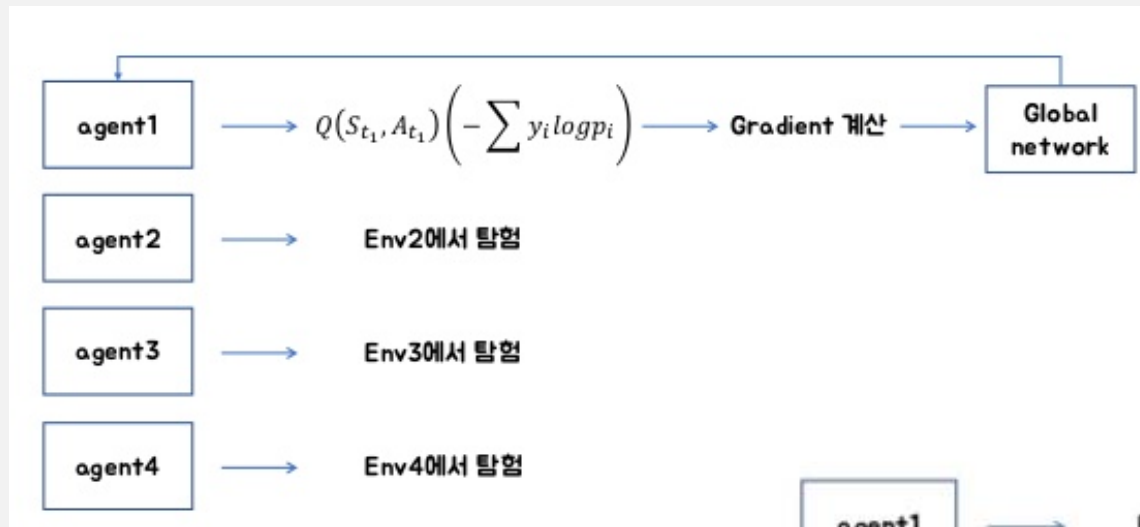 agent1
Q(S_{t_1}, A_{t_1})(-∑ y_i log p_i)
Gradient 계산
Global
network
agent2
Env2에서 탐험
agent3
Env3에서 탐험
agent4
Env4에서 탐험
agent1